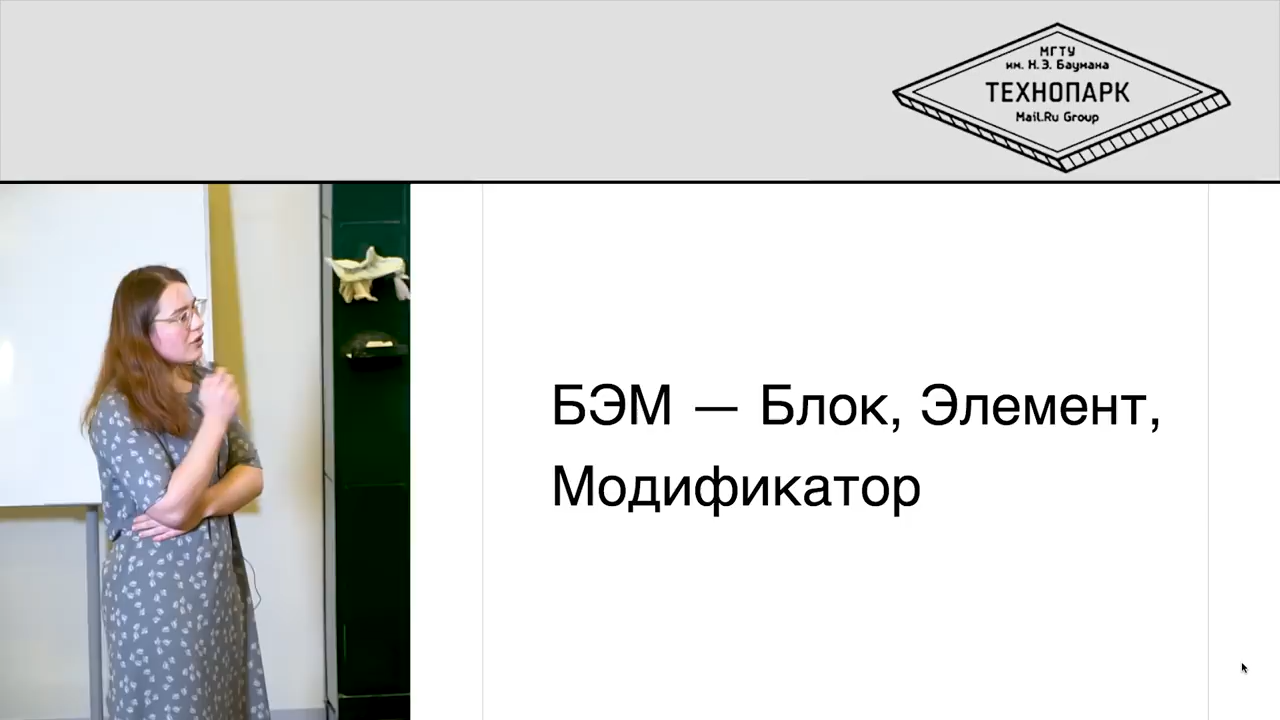 МГТУ
им. Н.Э. Баумана
ТЕХНОПАРК
Mail.Ru Group
БЭМ — Блок, Элемент,
Модификатор